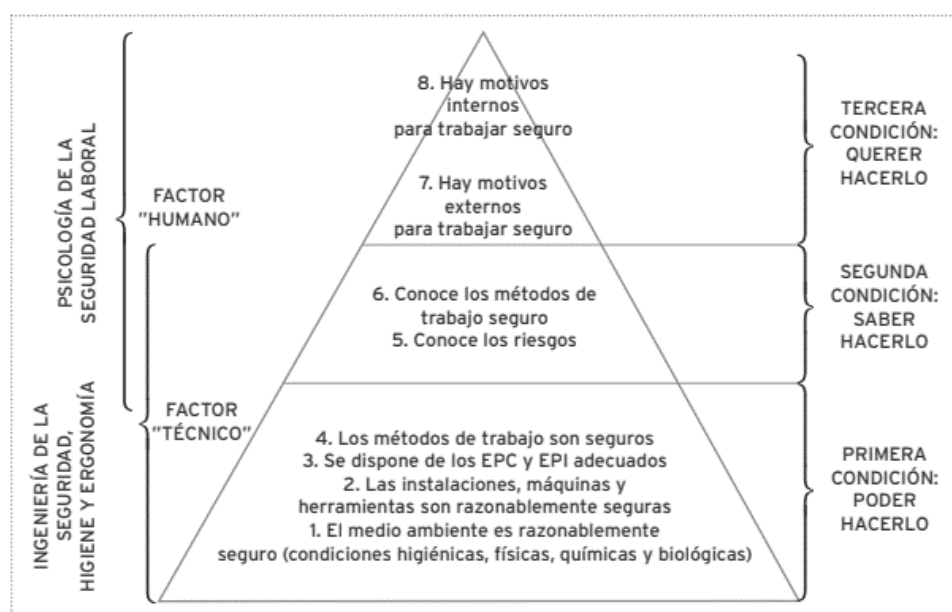 PSICOLOGÍA DE LA
SEGURIDAD LABORAL
INGENIERÍA DE LA
SEGURIDAD,
HIGIENE Y ERGONOMÍA
FACTOR
"HUMANO"
FACTOR
"TÉCNICO"
8. Hay motivos
internos
para trabajar seguro
7. Hay motivos
externos
para trabajar seguro
6. Conoce los métodos de
trabajo seguro
5. Conoce los riesgos
4. Los métodos de trabajo son seguros
3. Se dispone de los EPC y EPI adecuados
2. Las instalaciones, máquinas y
herramientas son razonablemente seguras
1. El medio ambiente es razonablemente
seguro (condiciones higiénicas, físicas, químicas y biológicas)
TERCERA
CONDICIÓN:
QUERER
HACERLO
SEGUNDA
CONDICIÓN:
SABER
HACERLO
PRIMERA
CONDICIÓN:
PODER
HACERLO